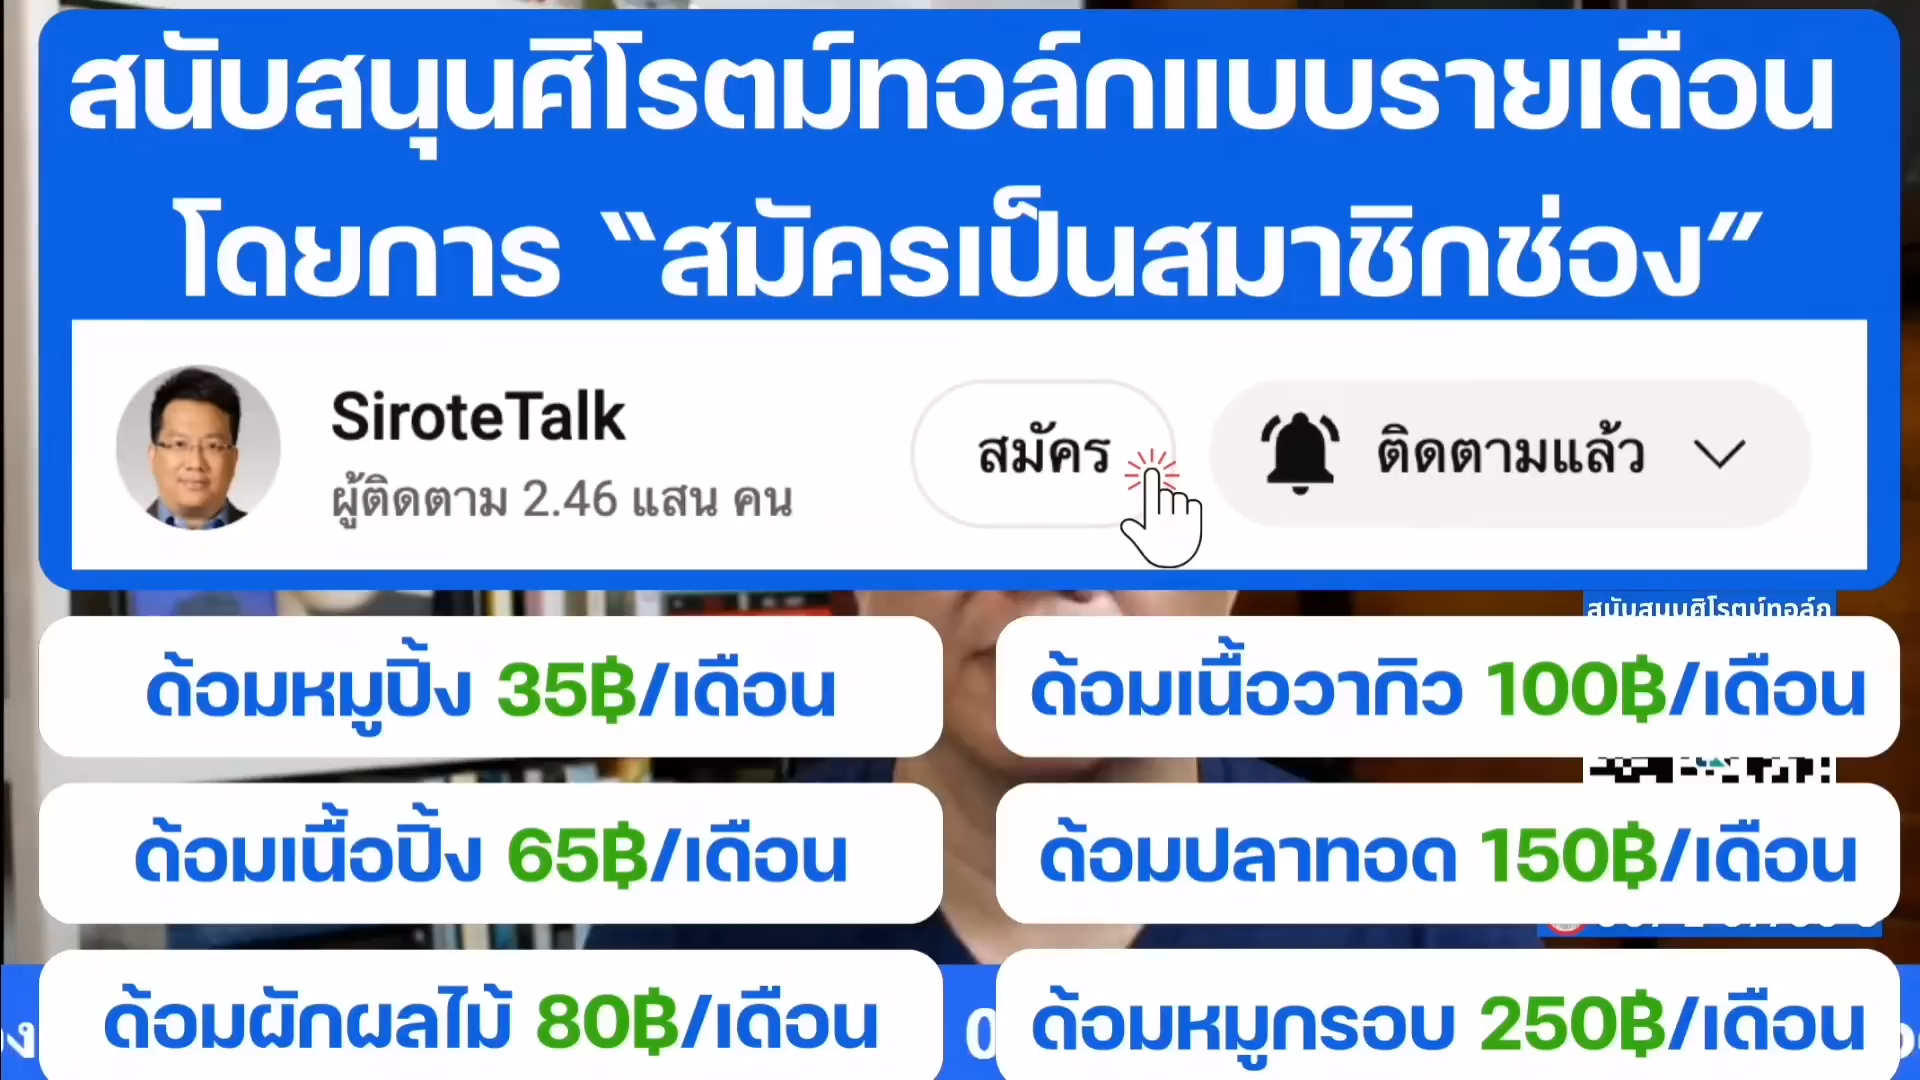 สนับสนุนศิโรตม์ทอล์กแบบรายเดือน
โดยการ “สมัครเป็นสมาชิกช่อง”
SiroteTalk
ผู้ติดตาม 2.46 แสน คน
สมัคร
ติดตามแล้ว
สนับสนุนศิโรตม์ทอล์ก
ด้อมหมูปิ้ง 35฿/เดือน
ด้อมเนื้อวากิว 100฿/เดือน
ด้อมเนื้อปิ้ง 65฿/เดือน
ด้อมปลาทอด 150฿/เดือน
ด้อมผักผลไม้ 80฿/เดือน
ด้อมหมูกรอบ 250฿/เดือน